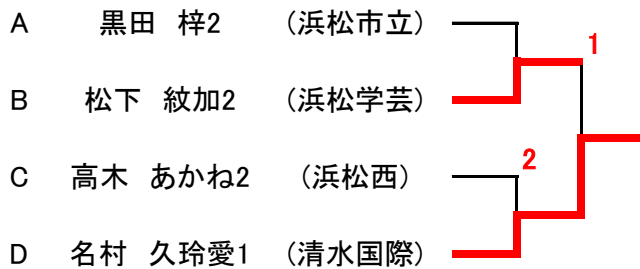 A 黒田 梓2 (浜松市立)
1
B 松下 紋加2 (浜松学芸)
2
C 高木 あかね2 (浜松西)
D 名村 久玲愛1 (清水国際)